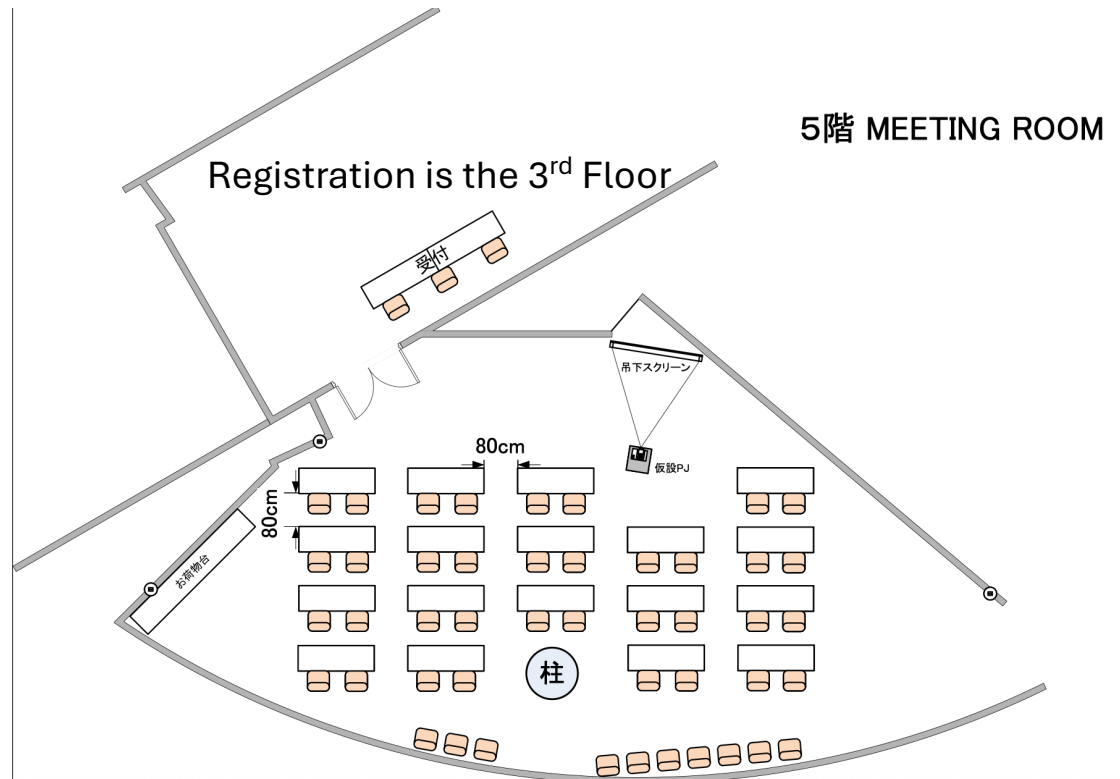 5階 MEETING ROOM
Registration is the 3rd Floor
受付
吊下スクリーン
80cm
仮設PJ
80cm
お荷物台
柱